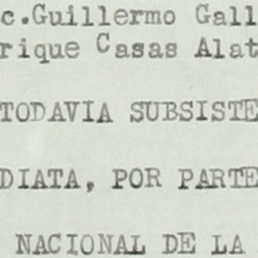 c.Guillermo Gall
rique Casas Alat
TODAVIA SUBSISTE
DIATA, POR PARTE
NACIONAL DE LA